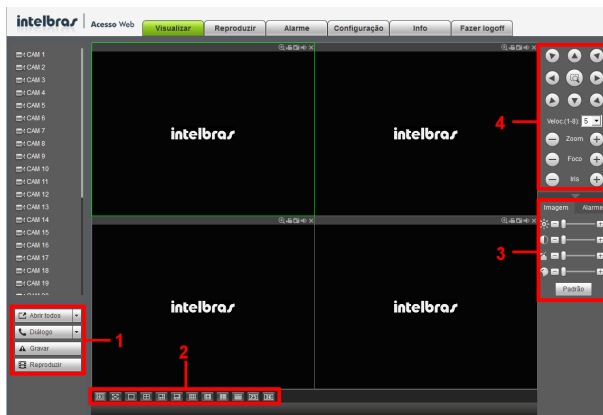 intelbras Acesso Web Visualizar Reproduzir Alarme Configuração Info Fazer logoff
CAM 1
CAM 2
CAM 3
CAM 4
CAM 5
CAM 6
CAM 7
CAM 8
CAM 9
CAM 10
CAM 11
CAM 12
CAM 13
CAM 14
CAM 15
CAM 16
CAM 17
CAM 18
CAM 19
Abrir todos
Diálogo
Gravar
Reproduzir
1
intelbras
intelbras
intelbras
intelbras
2
25 36
4
Veloc.(1-8): 5
Zoom
Foco
Iris
Imagem Alarme
3
Padrão